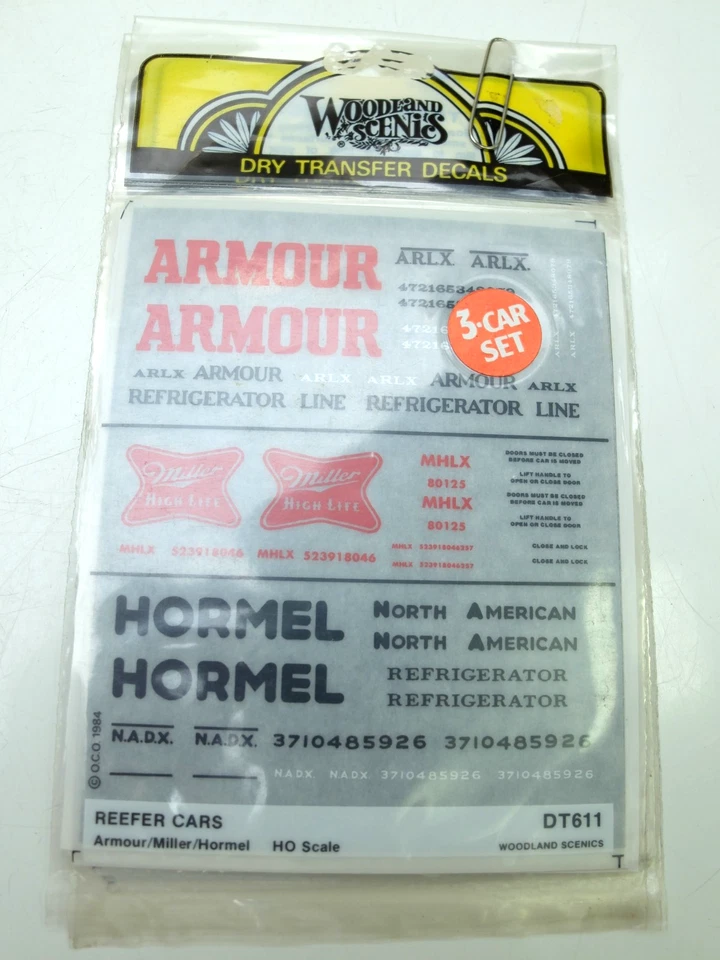 WOODLAND
SCENICS
®
DRY TRANSFER DECALS
ARMOUR
ARLX. ARLX.
ARMOUR
3-CAR
SET
ARLX ARMOUR ARLX ARLX ARMOUR ARLX
REFRIGERATOR LINE REFRIGERATOR LINE
Miller
HIGH LIFE
Miller
HIGH LIFE
MHLX
80125
MHLX
80125
DOORS MUST BE CLOSED
BEFORE CAR IS MOVED
LIFT HANDLE TO
OPEN OR CLOSE DOOR
DOORS MUST BE CLOSED
BEFORE CAR IS MOVED
LIFT HANDLE TO
OPEN OR CLOSE DOOR
MHLX 523918046 MHLX 523918046
MHLX 523918046257
MHLX 523918046257
CLOSE AND LOCK
CLOSE AND LOCK
HORMEL
NORTH AMERICAN
NORTH AMERICAN
HORMEL
REFRIGERATOR
REFRIGERATOR
N.A.D.X. N.A.D.X. 3710485926 3710485926
N.A.D.X. N.A.D.X. 3710485926 3710485926
© O.C.O. 1984
REEFER CARS
DT611
Armour/Miller/Hormel HO Scale
WOODLAND SCENICS